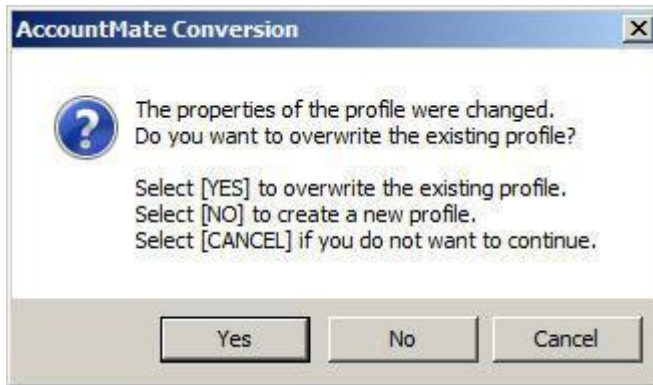 AccountMate Conversion
The properties of the profile were changed.
Do you want to overwrite the existing profile?
Select [YES] to overwrite the existing profile.
Select [NO] to create a new profile.
Select [CANCEL] if you do not want to continue.
Yes
No
Cancel